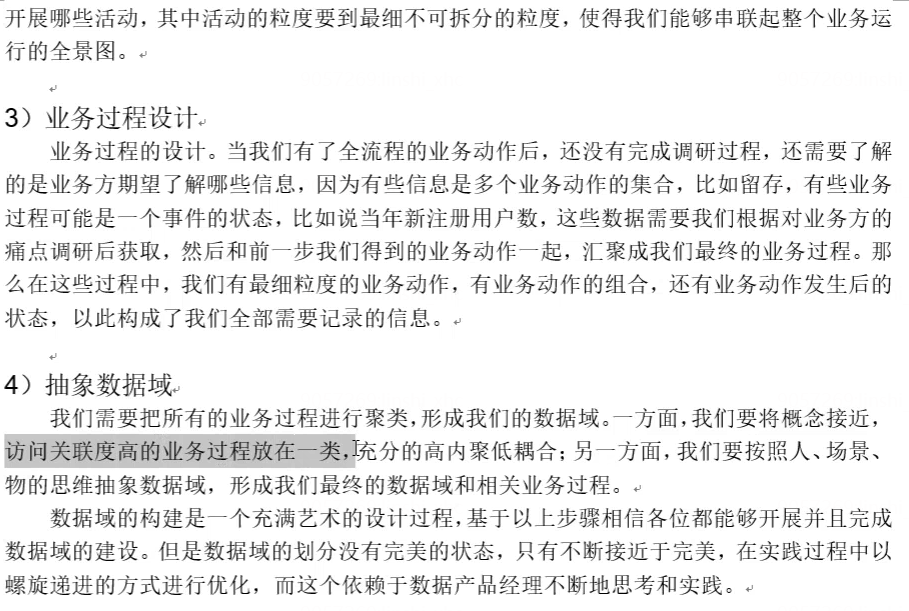 开展哪些活动，其中活动的粒度要到最细不可拆分的粒度，使得我们能够串联起整个业务运
行的全景图。
3）业务过程设计
业务过程的设计。当我们有了全流程的业务动作后，还没有完成调研过程，还需要了解
的是业务方期望了解哪些信息，因为有些信息是多个业务动作的集合，比如留存，有些业务
过程可能是一个事件的状态，比如说当年新注册用户数，这些数据需要我们根据对业务方的
痛点调研后获取，然后和前一步我们得到的业务动作一起，汇聚成我们最终的业务过程。那
么在这些过程中，我们有最细粒度的业务动作，有业务动作的组合，还有业务动作发生后的
状态，以此构成了我们全部需要记录的信息。
4）抽象数据域
我们需要把所有的业务过程进行聚类，形成我们的数据域。一方面，我们要将概念接近，
访问关联度高的业务过程放在一类，充分的高内聚低耦合；另一方面，我们要按照人、场景、
物的思维抽象数据域，形成我们最终的数据域和相关业务过程。
数据域的构建是一个充满艺术的设计过程，基于以上步骤相信各位都能够开展并且完成
数据域的建设。但是数据域的划分没有完美的状态，只有不断接近于完美，在实践过程中以
螺旋递进的方式进行优化，而这个依赖于数据产品经理不断地思考和实践。